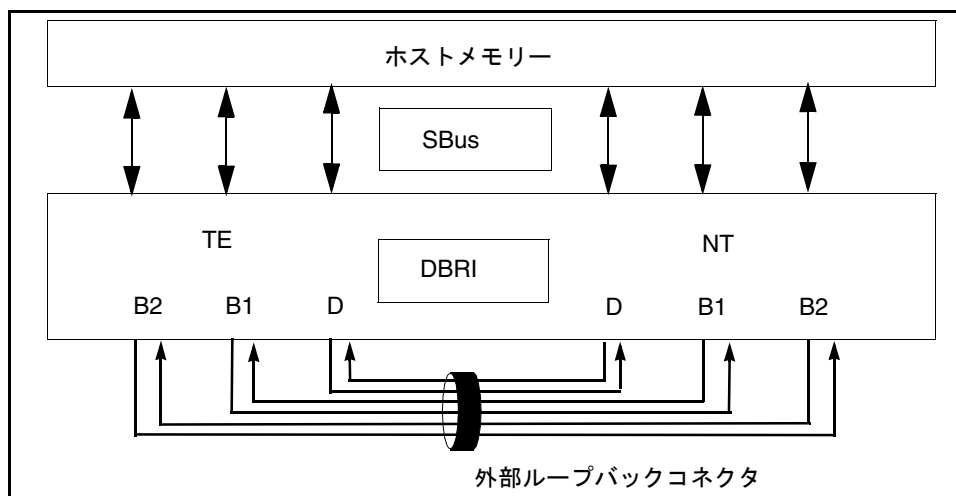 ホストメモリー
SBus
TE
NT
DBRI
B2 B1 D D B1 B2
外部ループバックコネクタ